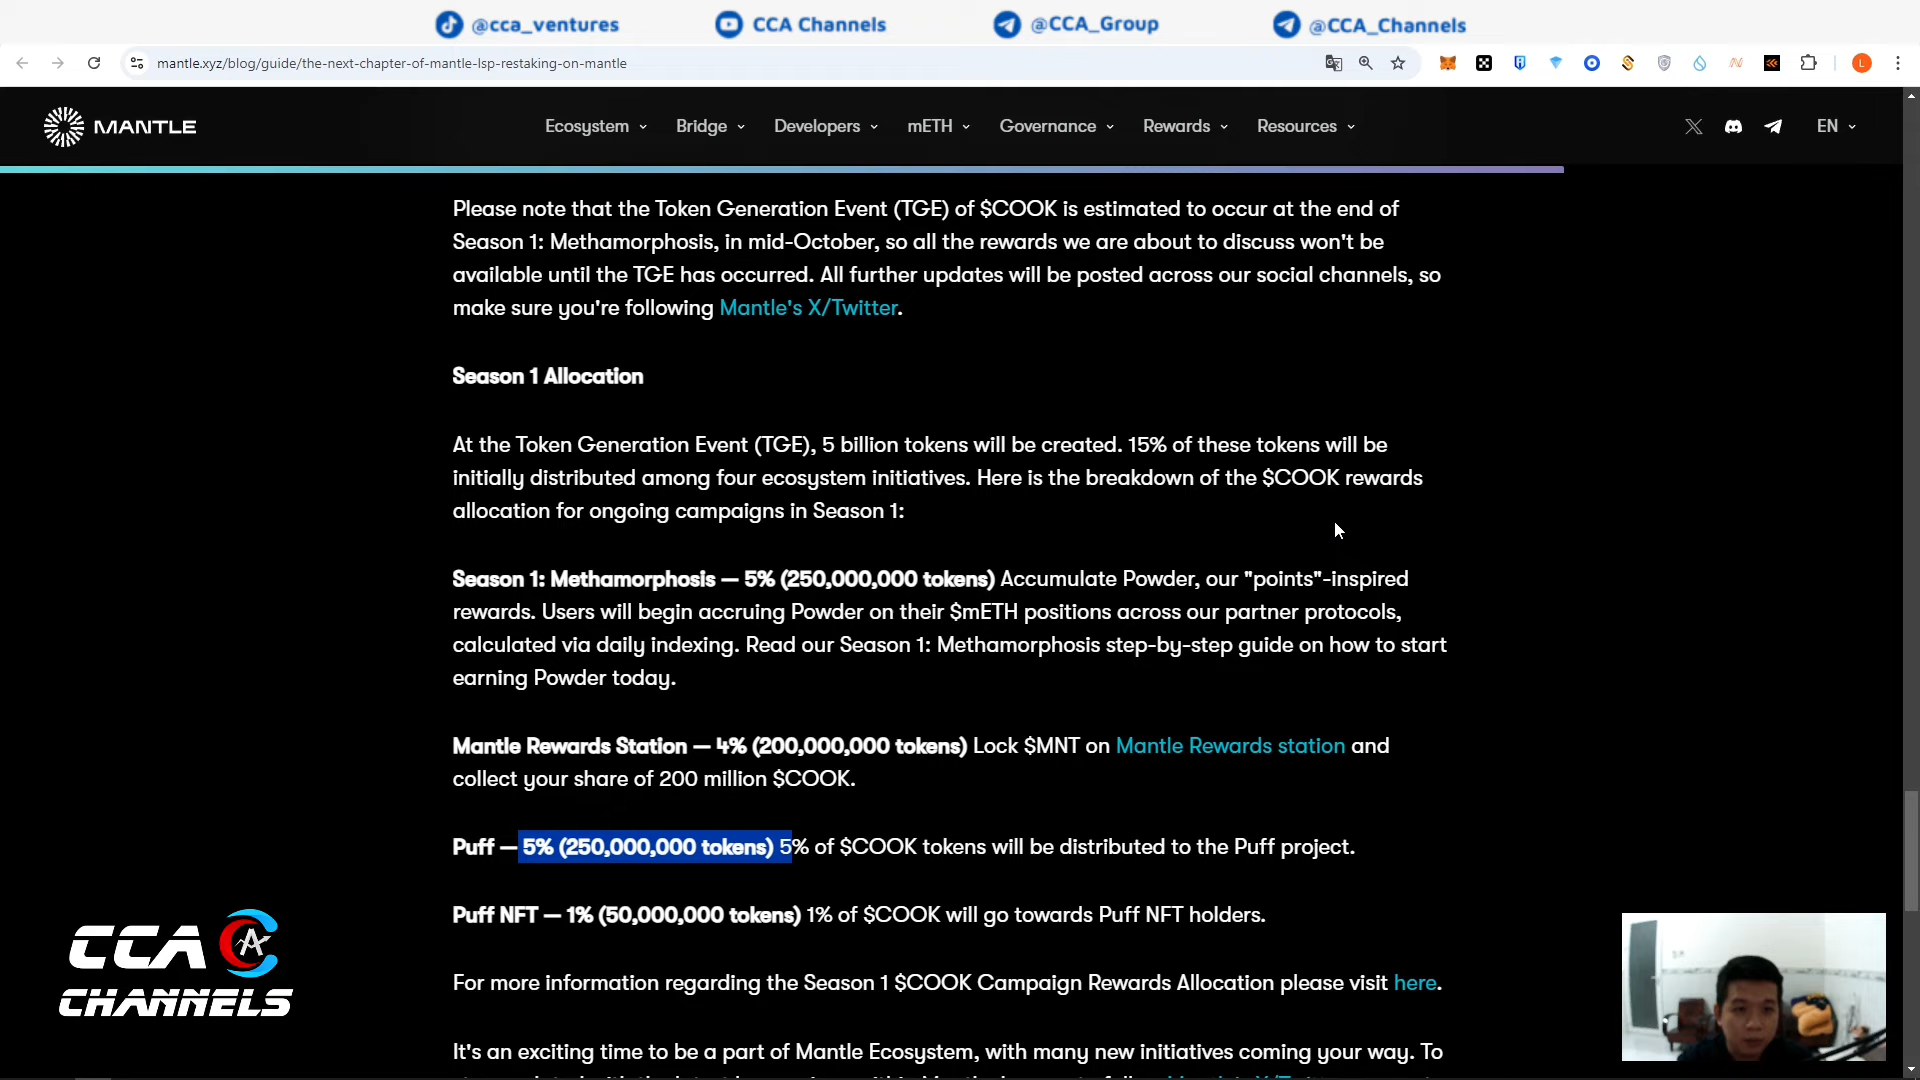 @cca_ventures
CCA Channels
@CCA_Group
@CCA_Channels
mantle.xyz/blog/guide/the-next-chapter-of-mantle-lsp-restaking-on-mantle
L
MANTLE
Ecosystem
Bridge
Developers
mETH
Governance
Rewards
Resources
EN
Please note that the Token Generation Event (TGE) of $COOK is estimated to occur at the end of
Season 1: Methamorphosis, in mid-October, so all the rewards we are about to discuss won't be
available until the TGE has occurred. All further updates will be posted across our social channels, so
make sure you're following Mantle's X/Twitter.
Season 1 Allocation
At the Token Generation Event (TGE), 5 billion tokens will be created. 15% of these tokens will be
initially distributed among four ecosystem initiatives. Here is the breakdown of the $COOK rewards
allocation for ongoing campaigns in Season 1:
Season 1: Methamorphosis — 5% (250,000,000 tokens) Accumulate Powder, our "points"-inspired
rewards. Users will begin accruing Powder on their $mETH positions across our partner protocols,
calculated via daily indexing. Read our Season 1: Methamorphosis step-by-step guide on how to start
earning Powder today.
Mantle Rewards Station — 4% (200,000,000 tokens) Lock $MNT on Mantle Rewards station and
collect your share of 200 million $COOK.
Puff — 5% (250,000,000 tokens) 5% of $COOK tokens will be distributed to the Puff project.
Puff NFT — 1% (50,000,000 tokens) 1% of $COOK will go towards Puff NFT holders.
For more information regarding the Season 1 $COOK Campaign Rewards Allocation please visit here.
It's an exciting time to be a part of Mantle Ecosystem, with many new initiatives coming your way. To
CCA
CHANNELS